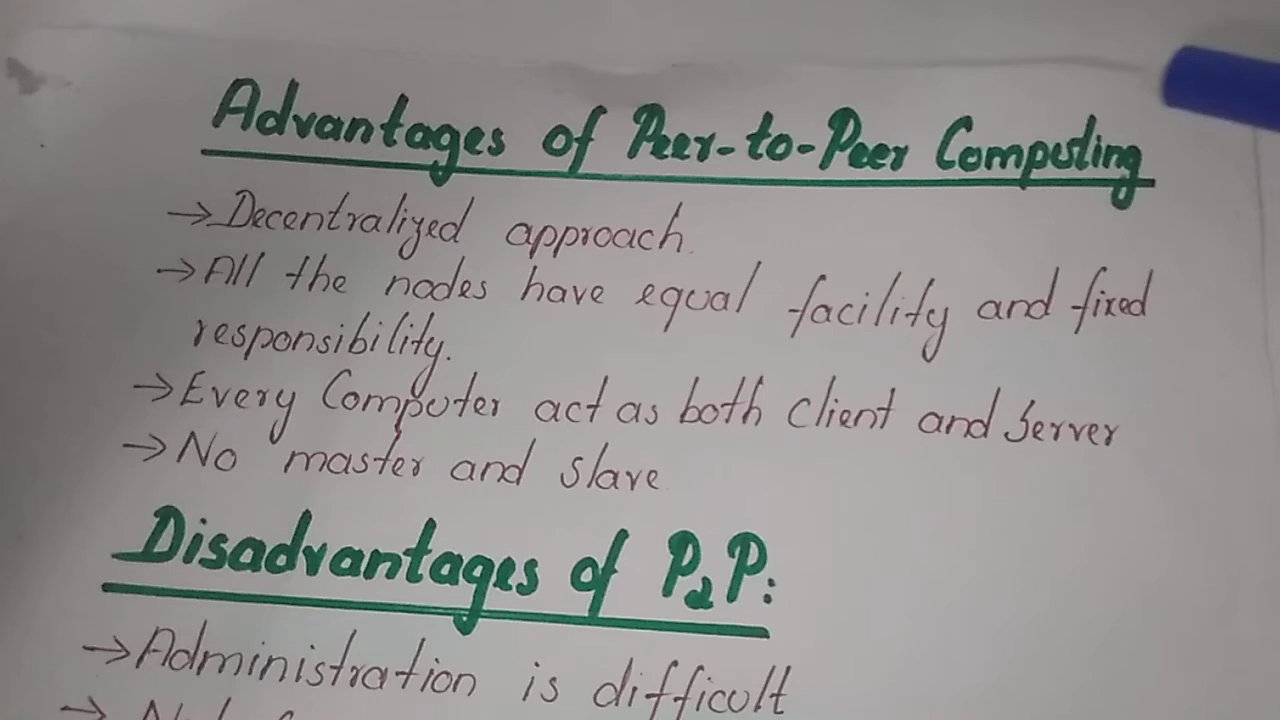 Advantages of Peer-to-Peer Computing
→ Decentralized approach.
→ All the nodes have equal facility and fixed
responsibility.
→ Every Computer act as both Client and Server
→ No master and slave
Disadvantages of P2P:
→ Administration is difficult
→